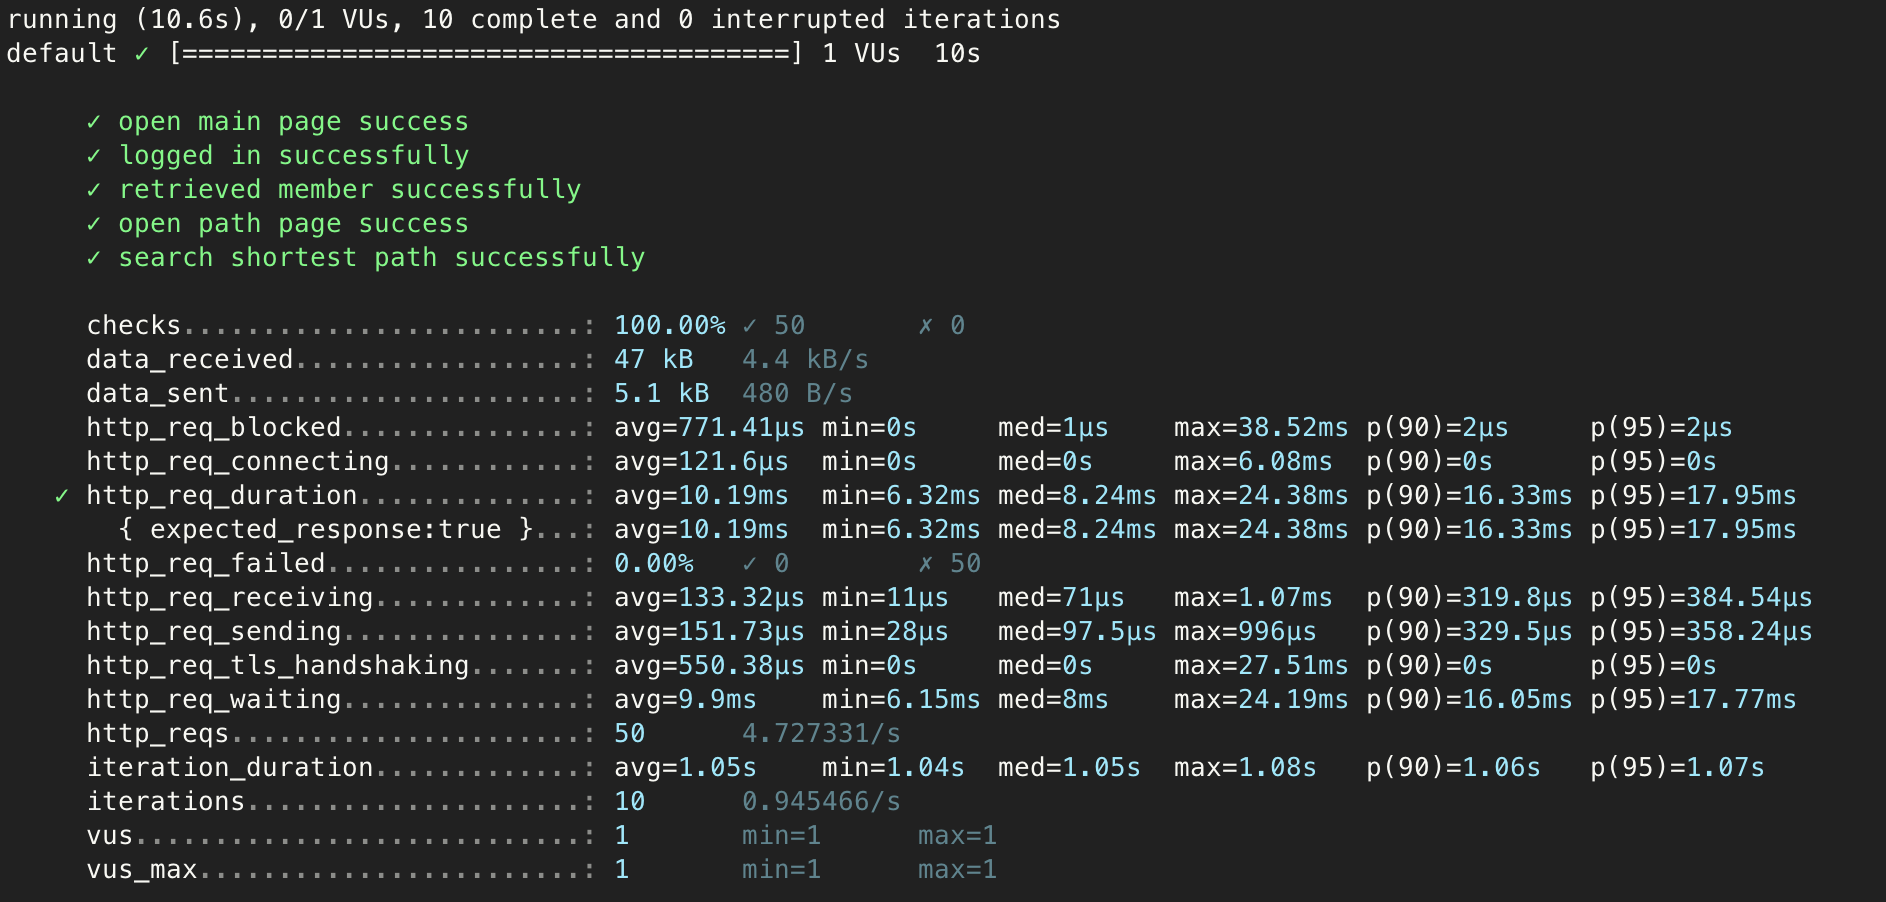 running (10.6s), 0/1 VUs, 10 complete and 0 interrupted iterations
default ✓ [======================================] 1 VUs  10s
✓ open main page success
✓ logged in successfully
✓ retrieved member successfully
✓ open path page success
✓ search shortest path successfully
checks.........................: 100.00% ✓ 50       ✗ 0
data_received..................: 47 kB   4.4 kB/s
data_sent......................: 5.1 kB  480 B/s
http_req_blocked...............: avg=771.41µs min=0s     med=1µs    max=38.52ms p(90)=2µs     p(95)=2µs
http_req_connecting............: avg=121.6µs  min=0s     med=0s     max=6.08ms  p(90)=0s      p(95)=0s
✓ http_req_duration..............: avg=10.19ms  min=6.32ms med=8.24ms max=24.38ms p(90)=16.33ms p(95)=17.95ms
{ expected_response:true }...: avg=10.19ms  min=6.32ms med=8.24ms max=24.38ms p(90)=16.33ms p(95)=17.95ms
http_req_failed................: 0.00%   ✓ 0        ✗ 50
http_req_receiving.............: avg=133.32µs min=11µs   med=71µs   max=1.07ms  p(90)=319.8µs p(95)=384.54µs
http_req_sending...............: avg=151.73µs min=28µs   med=97.5µs max=996µs   p(90)=329.5µs p(95)=358.24µs
http_req_tls_handshaking.......: avg=550.38µs min=0s     med=0s     max=27.51ms p(90)=0s      p(95)=0s
http_req_waiting...............: avg=9.9ms    min=6.15ms med=8ms    max=24.19ms p(90)=16.05ms p(95)=17.77ms
http_reqs......................: 50      4.727331/s
iteration_duration.............: avg=1.05s    min=1.04s  med=1.05s  max=1.08s   p(90)=1.06s   p(95)=1.07s
iterations.....................: 10      0.945466/s
vus............................: 1       min=1      max=1
vus_max........................: 1       min=1      max=1